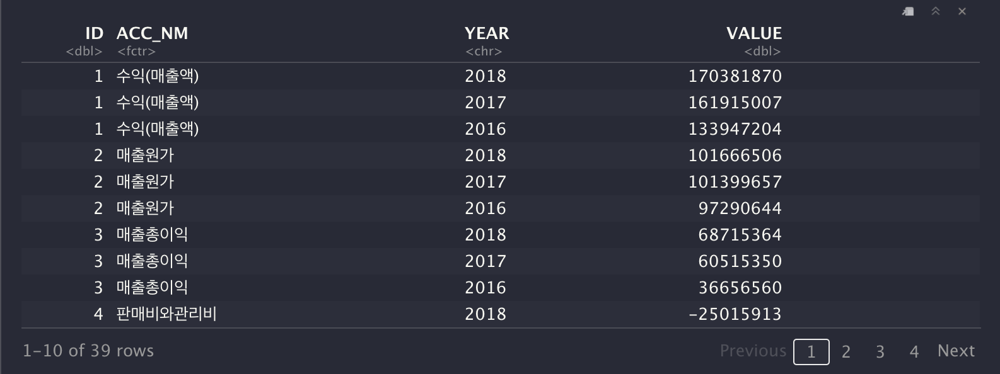 ID ACC_NM YEAR VALUE
<dbl> <fctr> <chr> <dbl>
1 수익(매출액) 2018 170381870
1 수익(매출액) 2017 161915007
1 수익(매출액) 2016 133947204
2 매출원가 2018 101666506
2 매출원가 2017 101399657
2 매출원가 2016 97290644
3 매출총이익 2018 68715364
3 매출총이익 2017 60515350
3 매출총이익 2016 36656560
4 판매비와관리비 2018 -25015913
1-10 of 39 rows Previous 1 2 3 4 Next